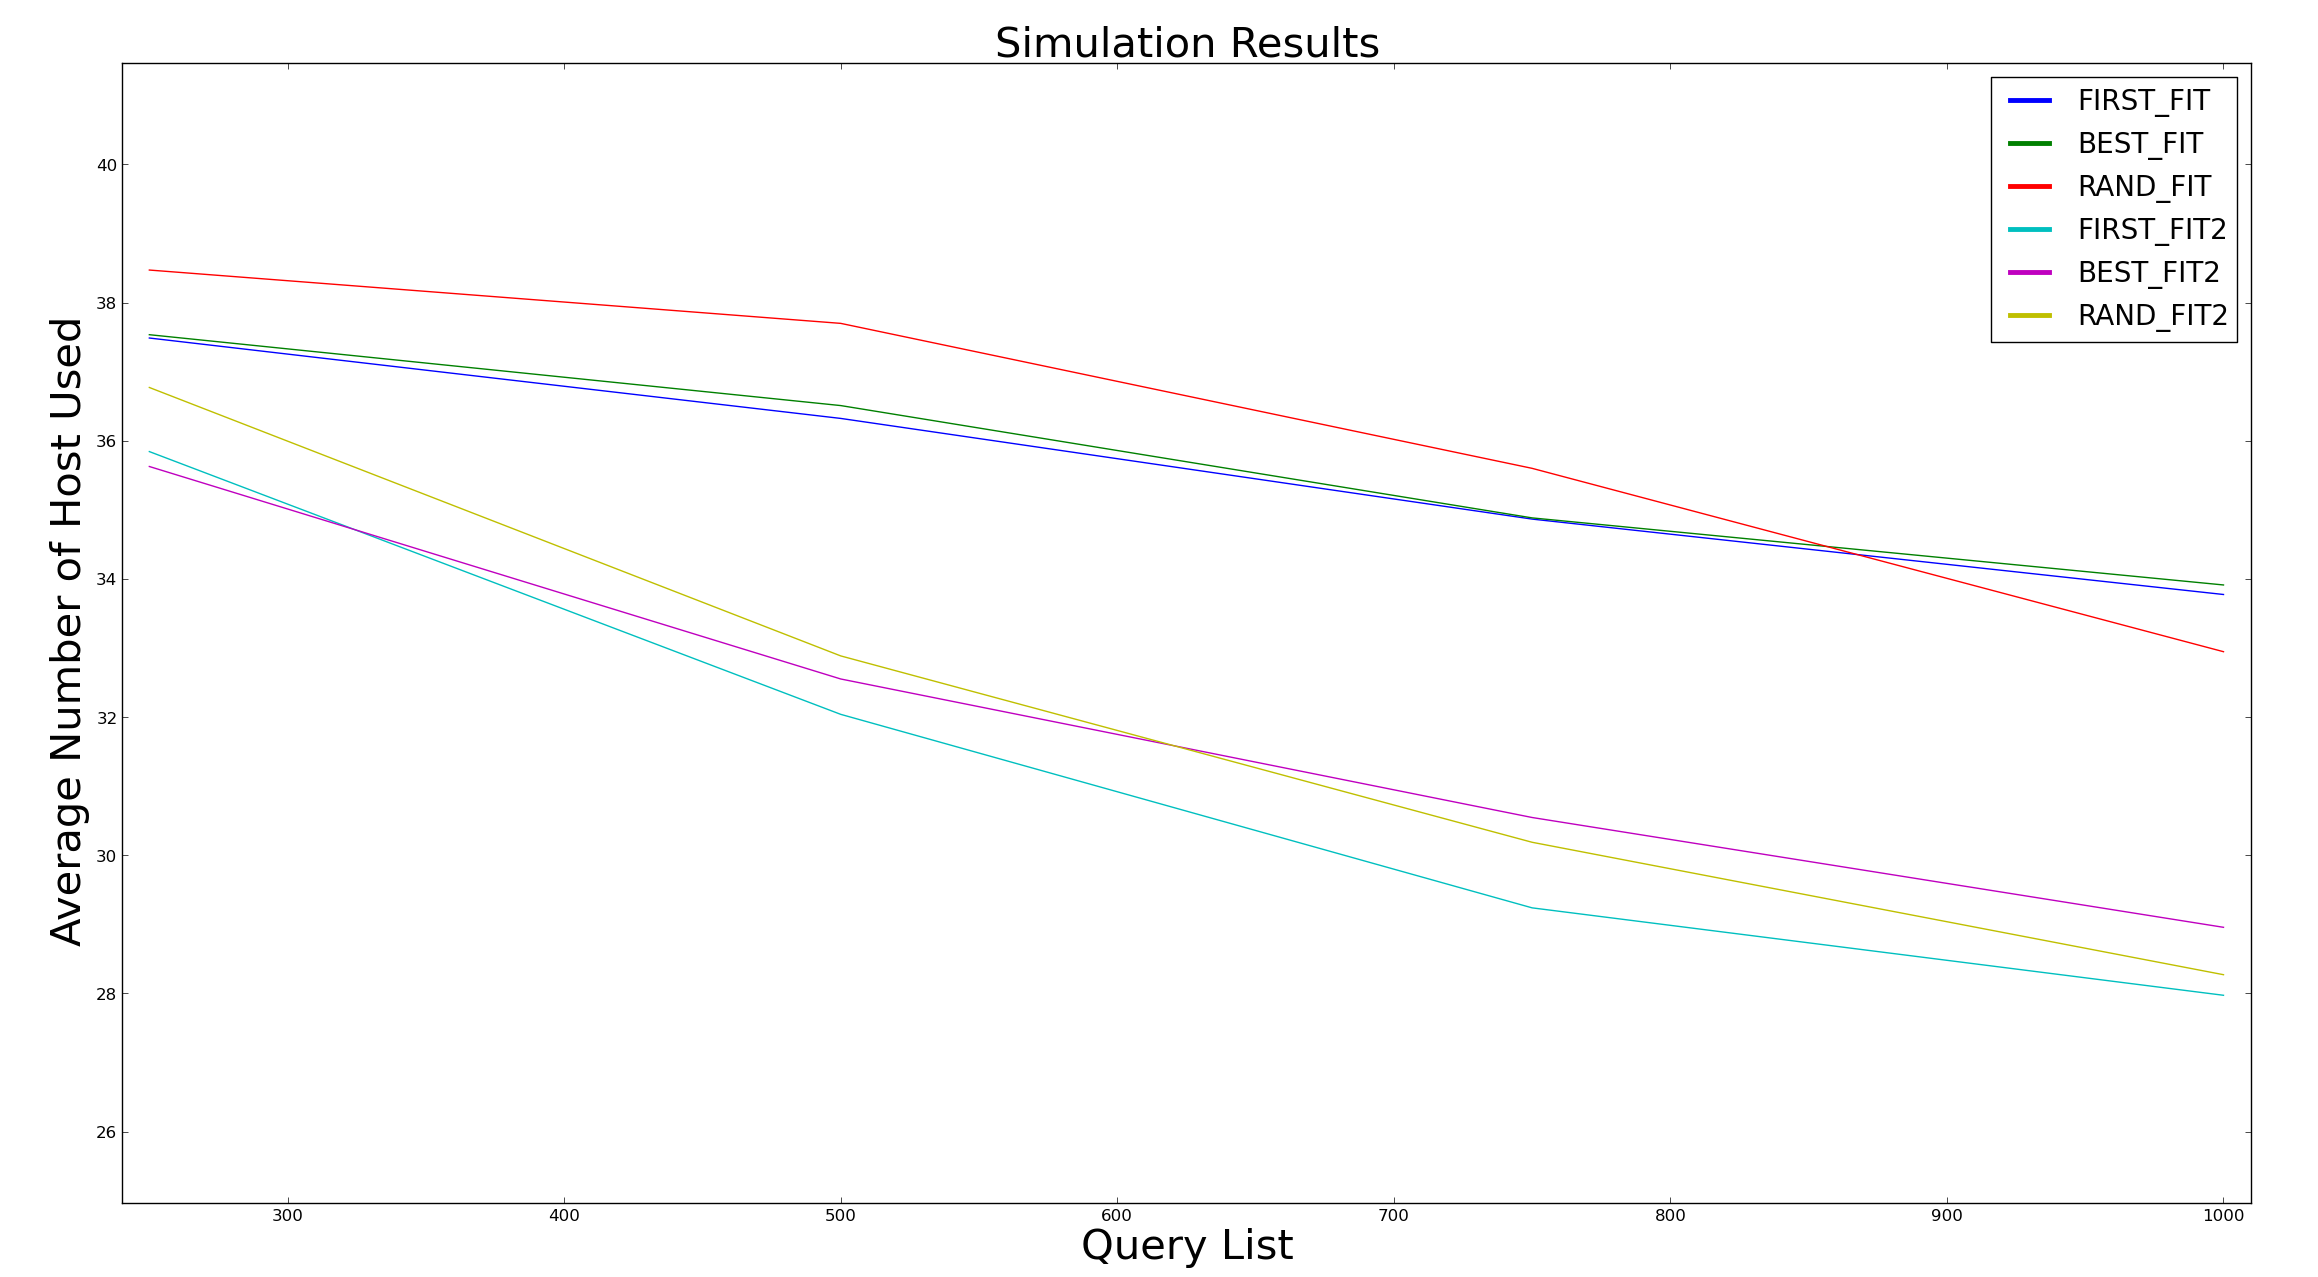 Simulation Results
FIRST_FIT
BEST_FIT
RAND_FIT
FIRST_FIT2
BEST_FIT2
RAND_FIT2
Average Number of Host Used
40
38
36
34
32
30
28
26
300 400 500 600 700 800 900 1000
Query List